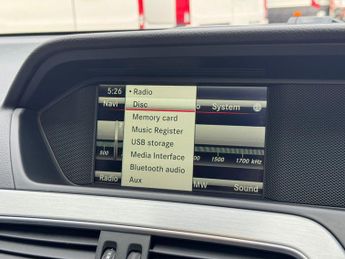 5:26
• Radio
Disc
System
Memory card
Music Register
USB storage
Media Interface
Bluetooth audio
Aux
500
1500
1700 kHz
Radio
MW
Sound